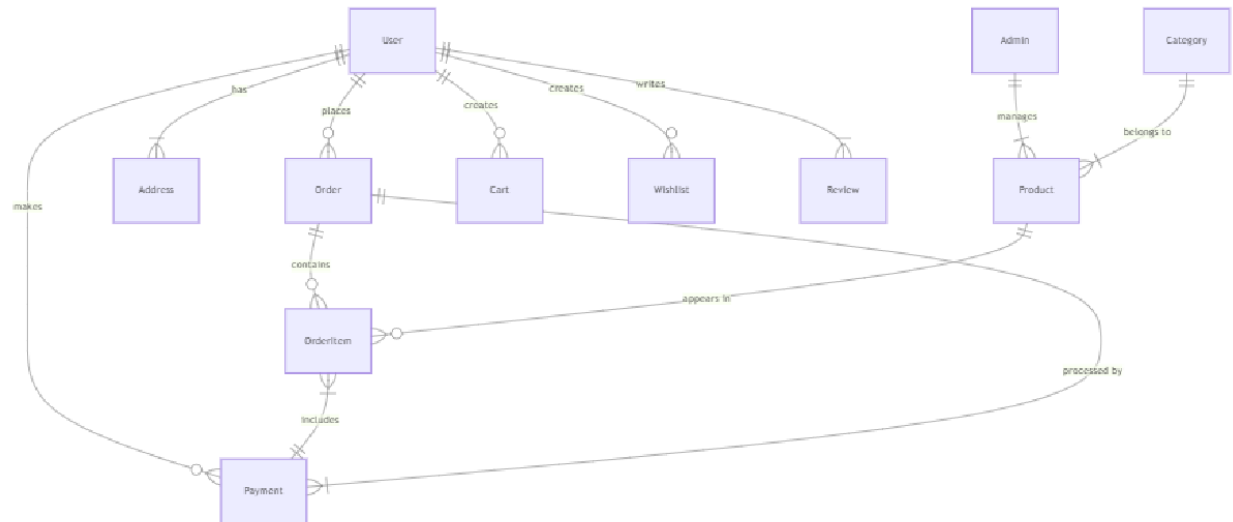 User
Admin
Category
has
places
creates
creates
writes
manages
belongs to
Address
Order
Cart
Wishlist
Review
Product
makes
contains
appears in
OrderItem
processed by
includes
Payment